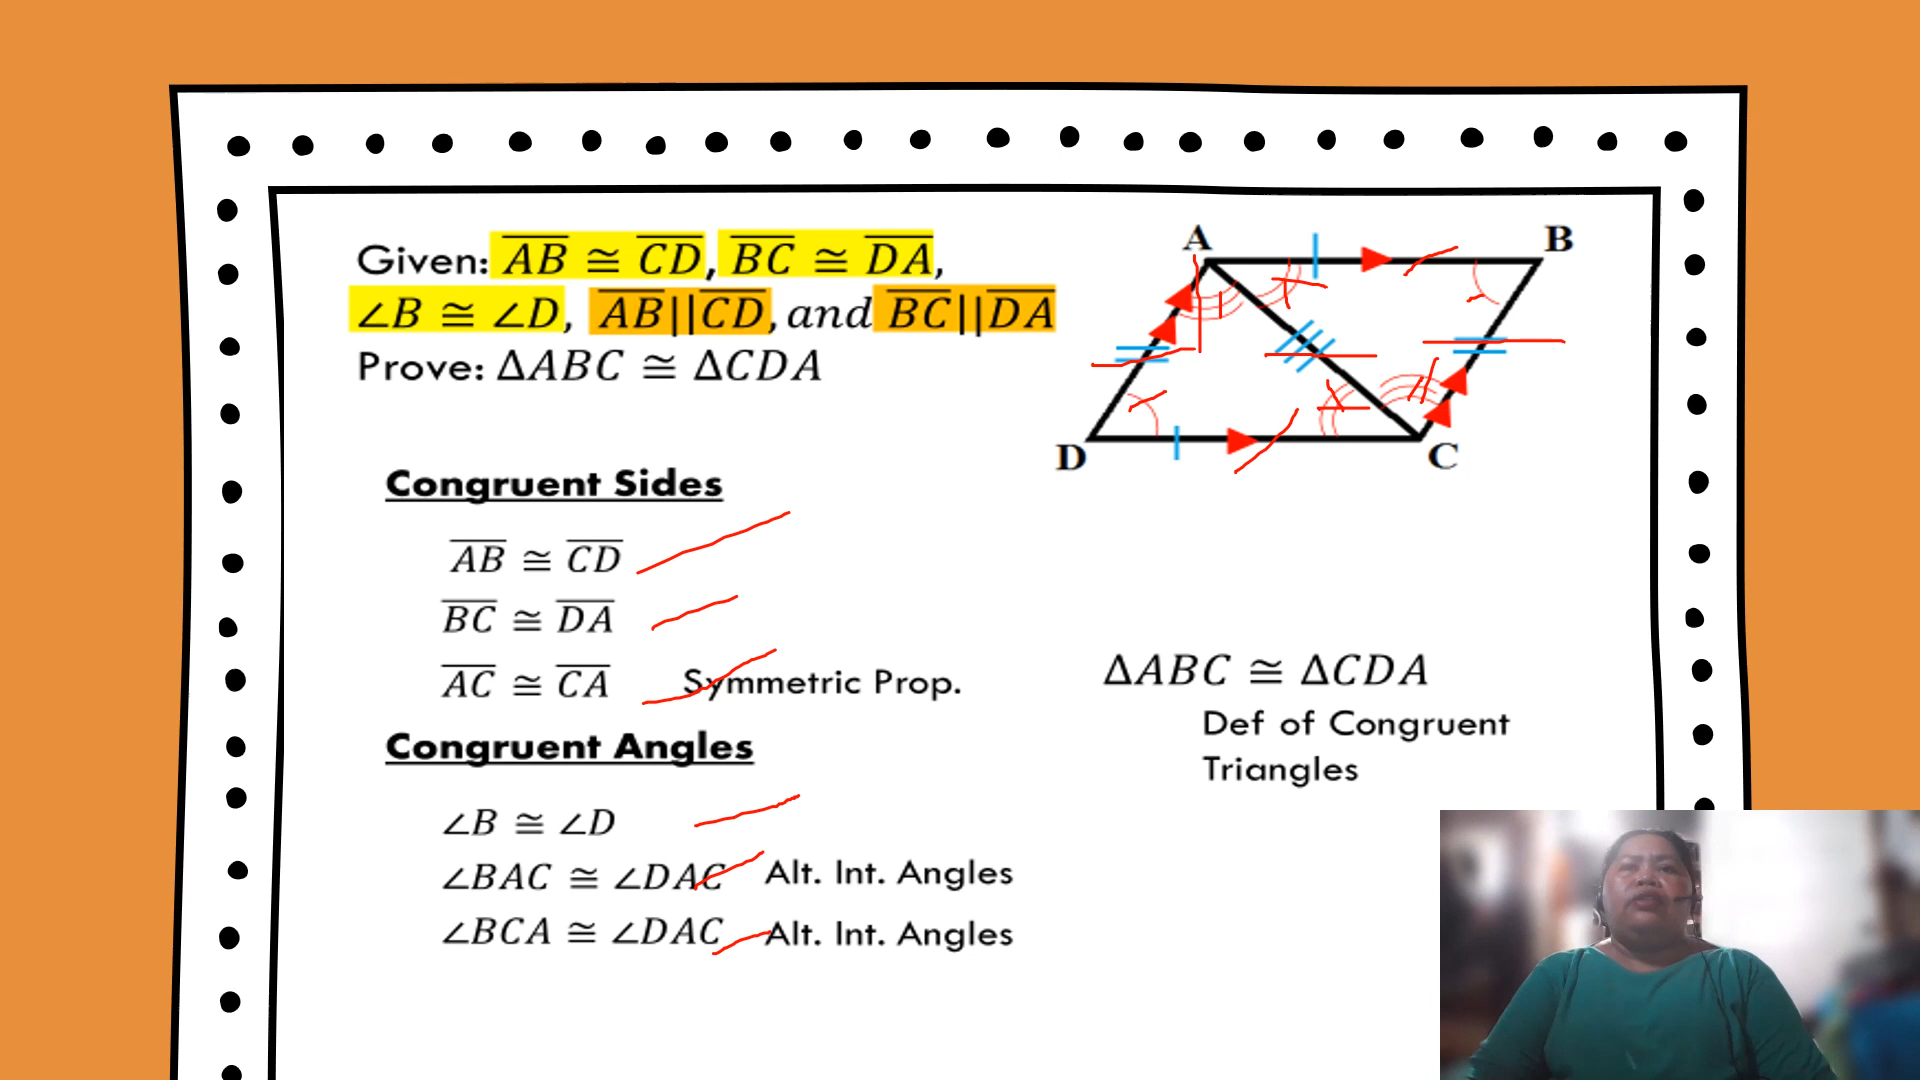 Given: AB ≅ CD, BC ≅ DA,
∠B ≅ ∠D, AB||CD, and BC||DA
Prove: ΔABC ≅ ΔCDA
A
B
D
C
Congruent Sides
AB ≅ CD
BC ≅ DA
AC ≅ CA Symmetric Prop.
Congruent Angles
∠B ≅ ∠D
∠BAC ≅ ∠DAC Alt. Int. Angles
∠BCA ≅ ∠DAC Alt. Int. Angles
ΔABC ≅ ΔCDA
Def of Congruent
Triangles